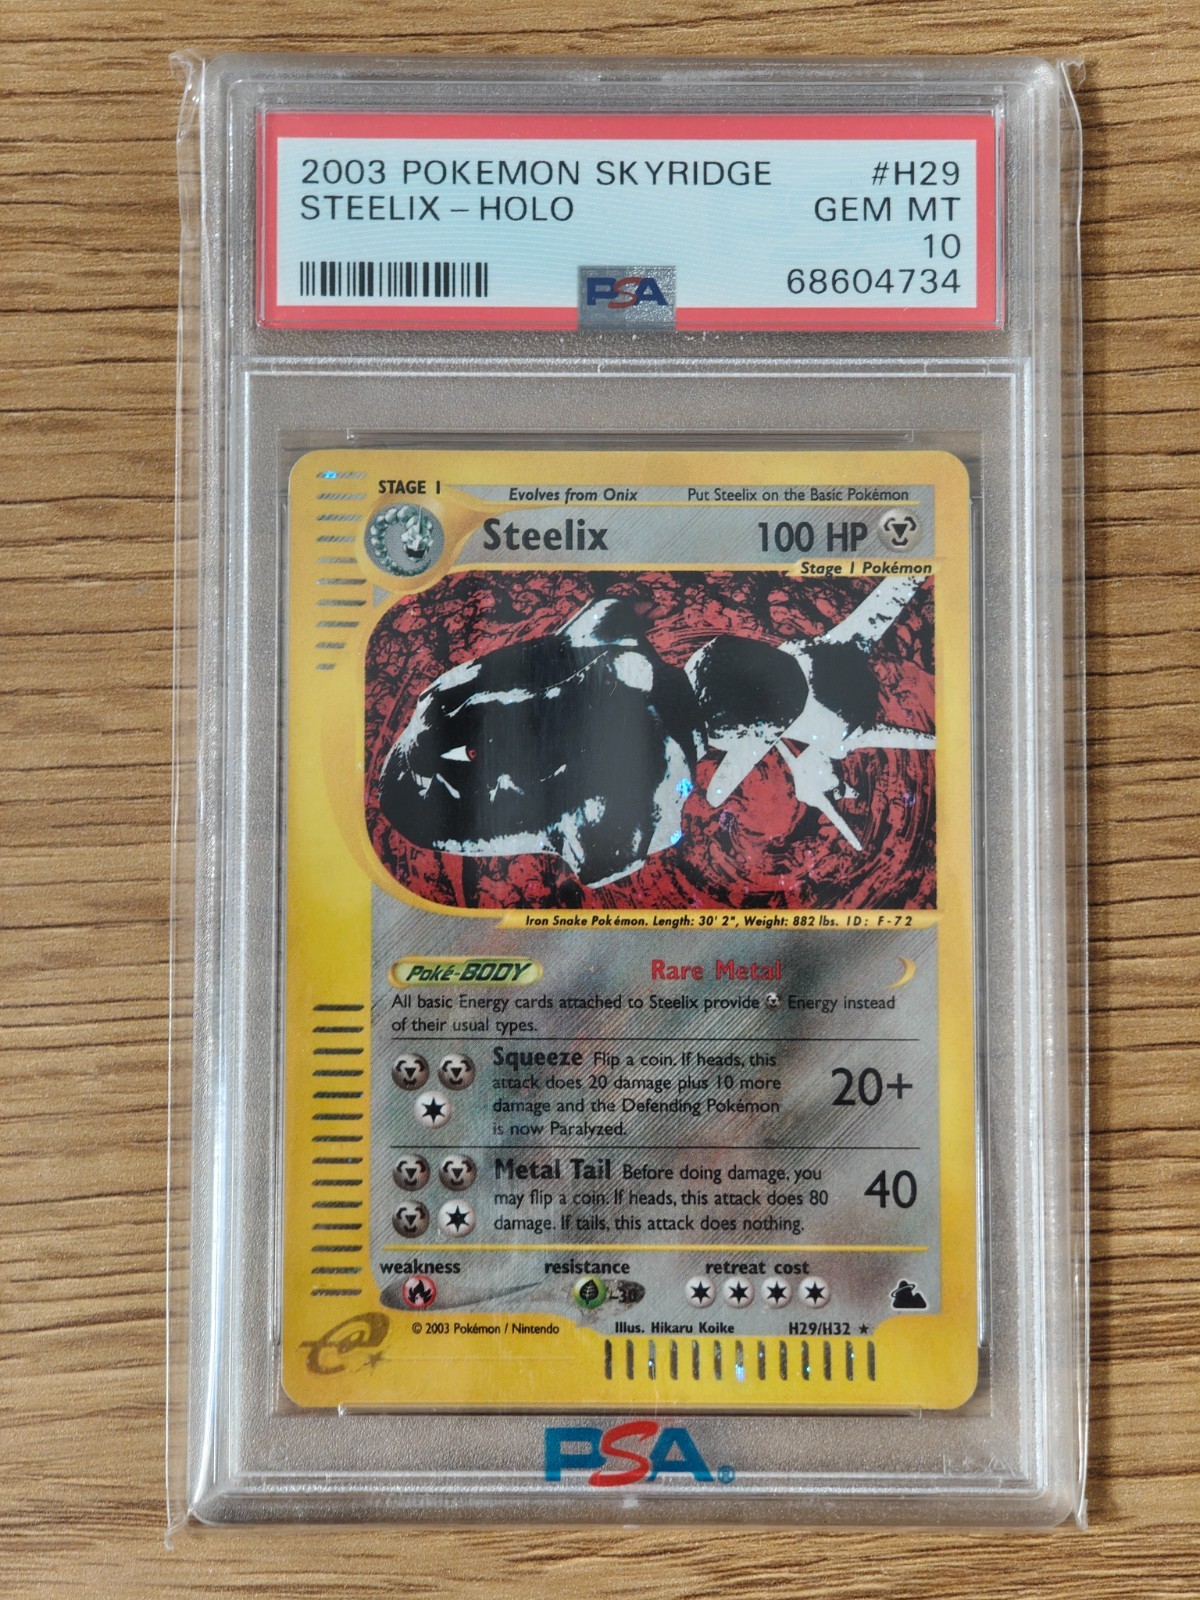 2003 POKEMON SKYRIDGE #H29
STEELIX – HOLO GEM MT
10
PSA 68604734
STAGE 1 Evolves from Onix Put Steelix on the Basic Pokémon
Steelix 100 HP
Stage 1 Pokémon
Iron Snake Pokémon. Length: 30' 2", Weight: 882 lbs. ID: F-72
Poké-BODY Rare Metal
All basic Energy cards attached to Steelix provide Energy instead
of their usual types.
Squeeze Flip a coin. If heads, this
attack does 20 damage plus 10 more 20+
damage and the Defending Pokémon
is now Paralyzed.
Metal Tail Before doing damage, you
may flip a coin. If heads, this attack does 80 40
damage. If tails, this attack does nothing.
weakness resistance retreat cost
-30
© 2003 Pokémon / Nintendo Illus. Hikaru Koike H29/H32 ★
e
PSA®